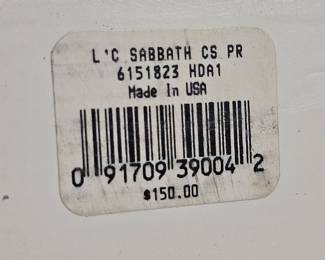 L'C SABBATH CS PR
6151823 HDA1
Made In USA
0 91709 39004 2
$150.00